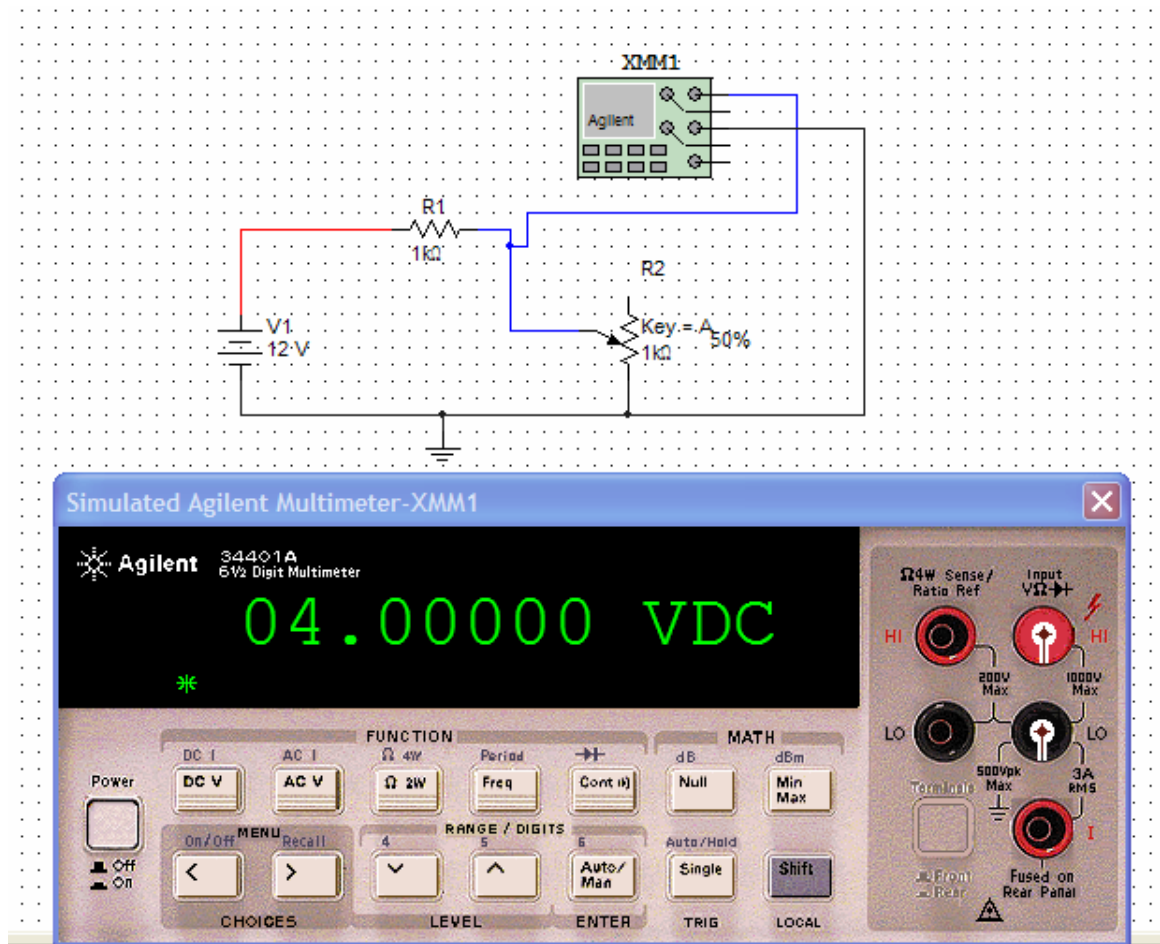 XMM1
Agilent
R1
1kΩ
R2
V1
12 V
Key = A
50%
1kΩ
Simulated Agilent Multimeter-XMM1
Agilent 34401A
6½ Digit Multimeter
04.00000 VDC
Ω4W Sense/ Ratio Ref
Input VΩ
HI HI
200V Max
1000V Max
LO LO
500Vpk Max
3A RMS
Terminals
I
Front
Rear
Fused on Rear Panal
Power
Off
On
FUNCTION
MATH
DC I AC I Ω 4W Period dB dBm
DC V AC V Ω 2W Freq Cont Null Min Max
MENU
RANGE / DIGITS
On/Off Recall 4 5 6 Auto/Hold
< > Auto/ Man Single Shift
CHOICES LEVEL ENTER TRIG LOCAL